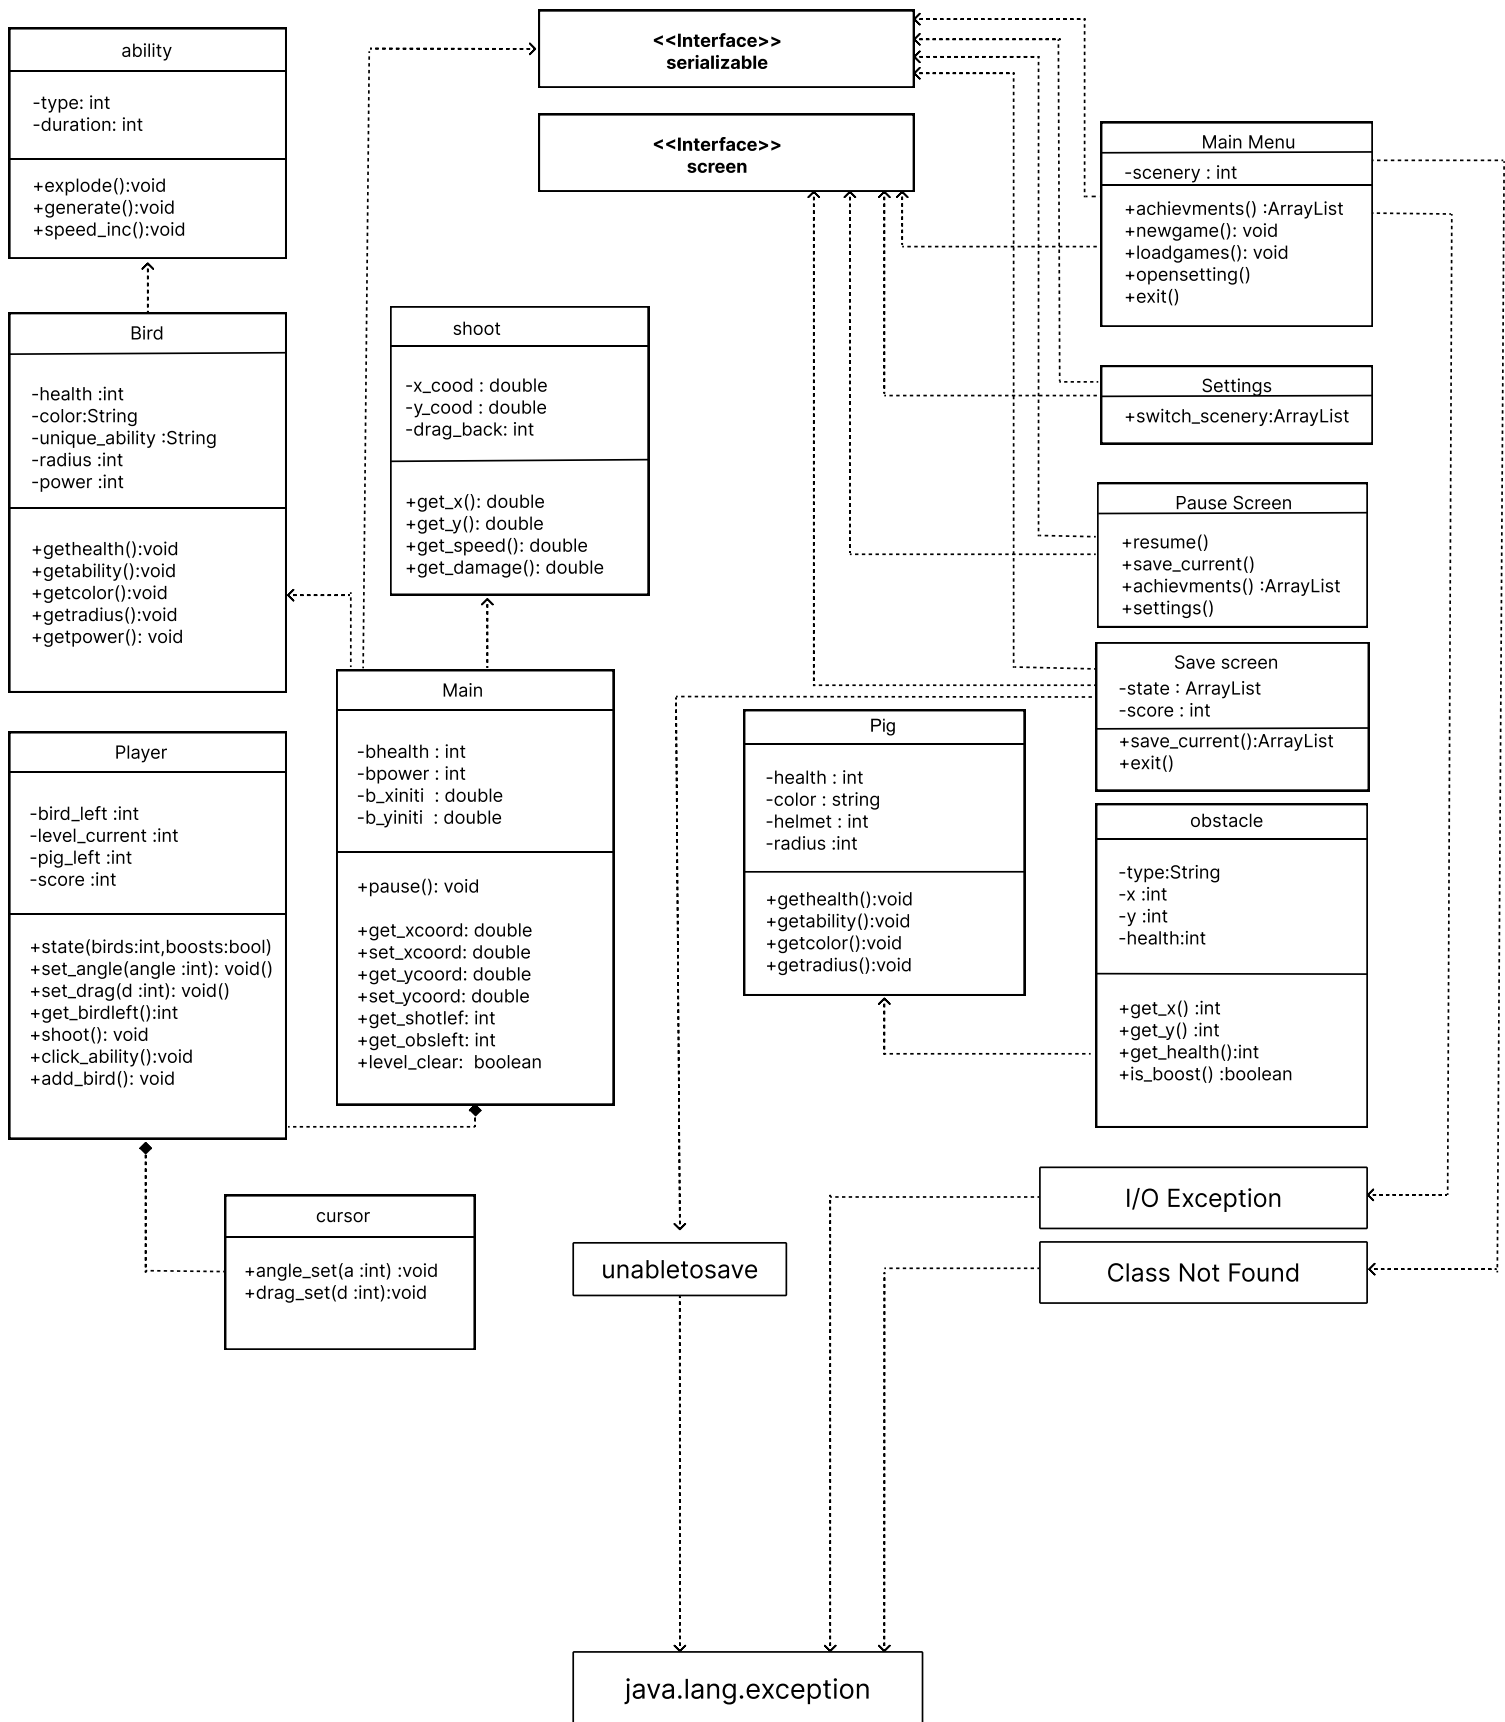 ability
-type: int
-duration: int
+explode():void
+generate():void
+speed_inc():void
<<Interface>>
serializable
<<Interface>>
screen
Main Menu
-scenery : int
+achievments() :ArrayList
+newgame(): void
+loadgames(): void
+opensetting()
+exit()
Bird
-health :int
-color:String
-unique_ability :String
-radius :int
-power :int
+gethealth():void
+getability():void
+getcolor():void
+getradius():void
+getpower(): void
shoot
-x_cood : double
-y_cood : double
-drag_back: int
+get_x(): double
+get_y(): double
+get_speed(): double
+get_damage(): double
Settings
+switch_scenery:ArrayList
Pause Screen
+resume()
+save_current()
+achievments() :ArrayList
+settings()
Save screen
-state : ArrayList
-score : int
+save_current():ArrayList
+exit()
Player
-bird_left :int
-level_current :int
-pig_left :int
-score :int
+state(birds:int,boosts:bool)
+set_angle(angle :int): void()
+set_drag(d :int): void()
+get_birdleft():int
+shoot(): void
+click_ability():void
+add_bird(): void
Main
-bhealth : int
-bpower : int
-b_xiniti  : double
-b_yiniti  : double
+pause(): void
+get_xcoord: double
+set_xcoord: double
+get_ycoord: double
+set_ycoord: double
+get_shotlef: int
+get_obsleft: int
+level_clear:  boolean
Pig
-health : int
-color : string
-helmet : int
-radius :int
+gethealth():void
+getability():void
+getcolor():void
+getradius():void
obstacle
-type:String
-x :int
-y :int
-health:int
+get_x() :int
+get_y() :int
+get_health():int
+is_boost() :boolean
cursor
+angle_set(a :int) :void
+drag_set(d :int):void
I/O Exception
unabletosave
Class Not Found
java.lang.exception